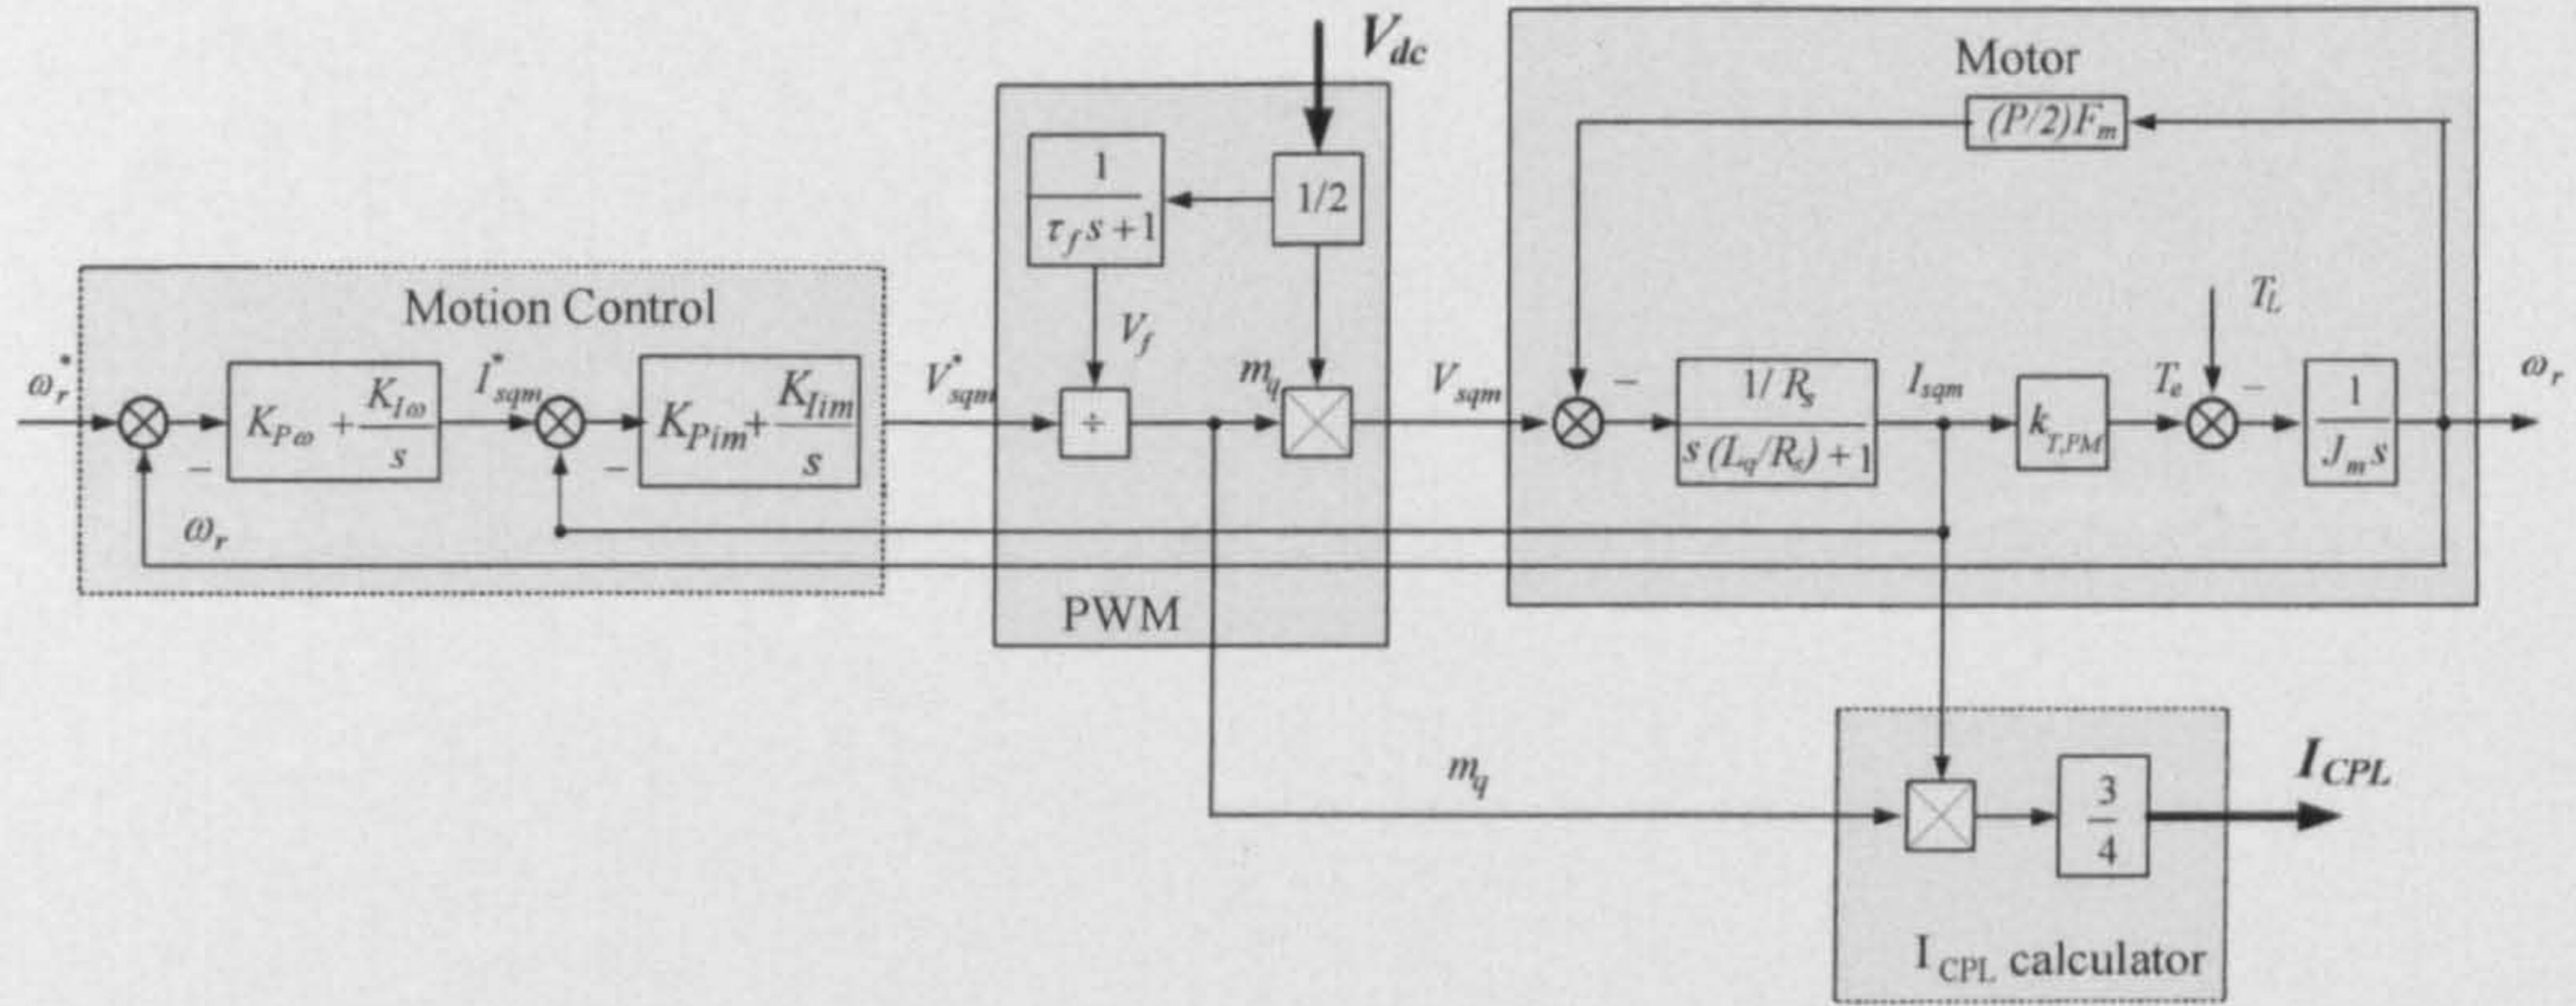 V_dc
Motor
(P/2)F_m
1
τ_f s + 1
1/2
Motion Control
V_f
T_L
ω_r^*
K_Pω + K_Iω
s
I_sqm^*
K_Pim + K_Iim
s
V_sqm^*
÷
m_q
V_sqm
−
1/R_s
s(L_q/R_s) + 1
I_sqm
k_T,PM
T_e
−
1
J_m s
ω_r
−
−
ω_r
PWM
m_q
3
4
I_CPL
I_CPL calculator